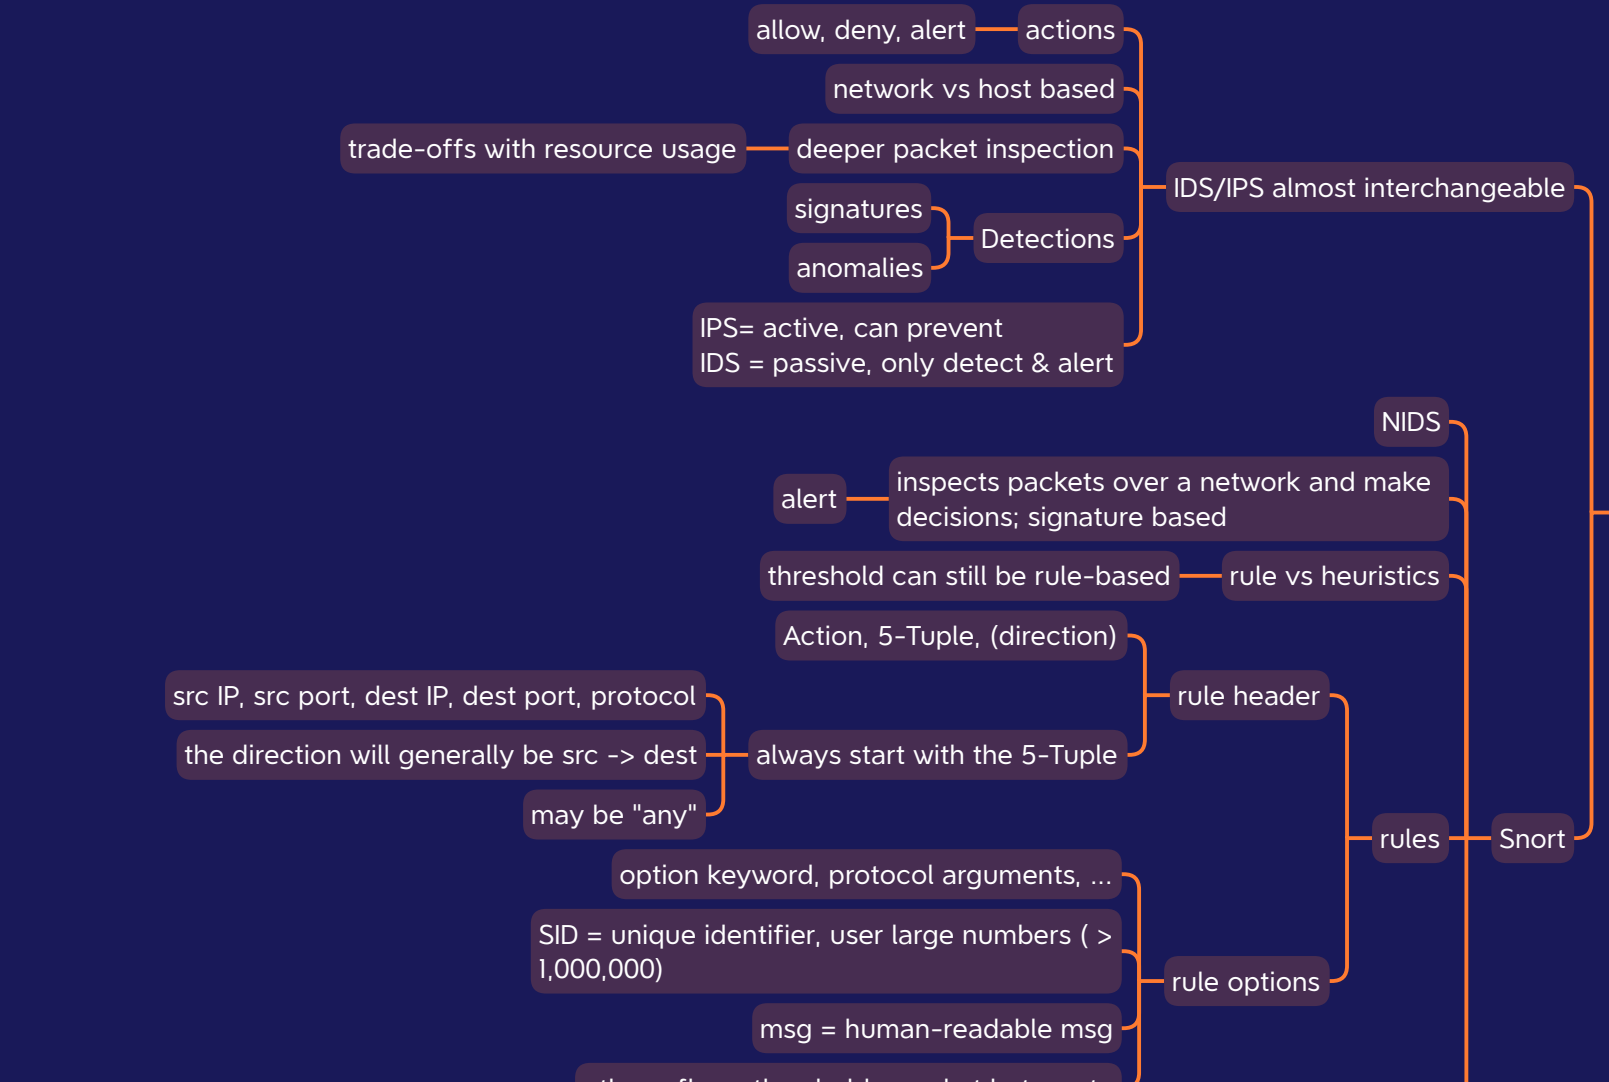 allow, deny, alert
actions
network vs host based
trade-offs with resource usage
deeper packet inspection
signatures
anomalies
Detections
IPS= active, can prevent
IDS = passive, only detect & alert
IDS/IPS almost interchangeable
NIDS
alert
inspects packets over a network and make
decisions; signature based
threshold can still be rule-based
rule vs heuristics
Action, 5-Tuple, (direction)
rule header
src IP, src port, dest IP, dest port, protocol
the direction will generally be src -> dest
may be "any"
always start with the 5-Tuple
rules
Snort
option keyword, protocol arguments, ...
SID = unique identifier, user large numbers ( >
1,000,000)
rule options
msg = human-readable msg